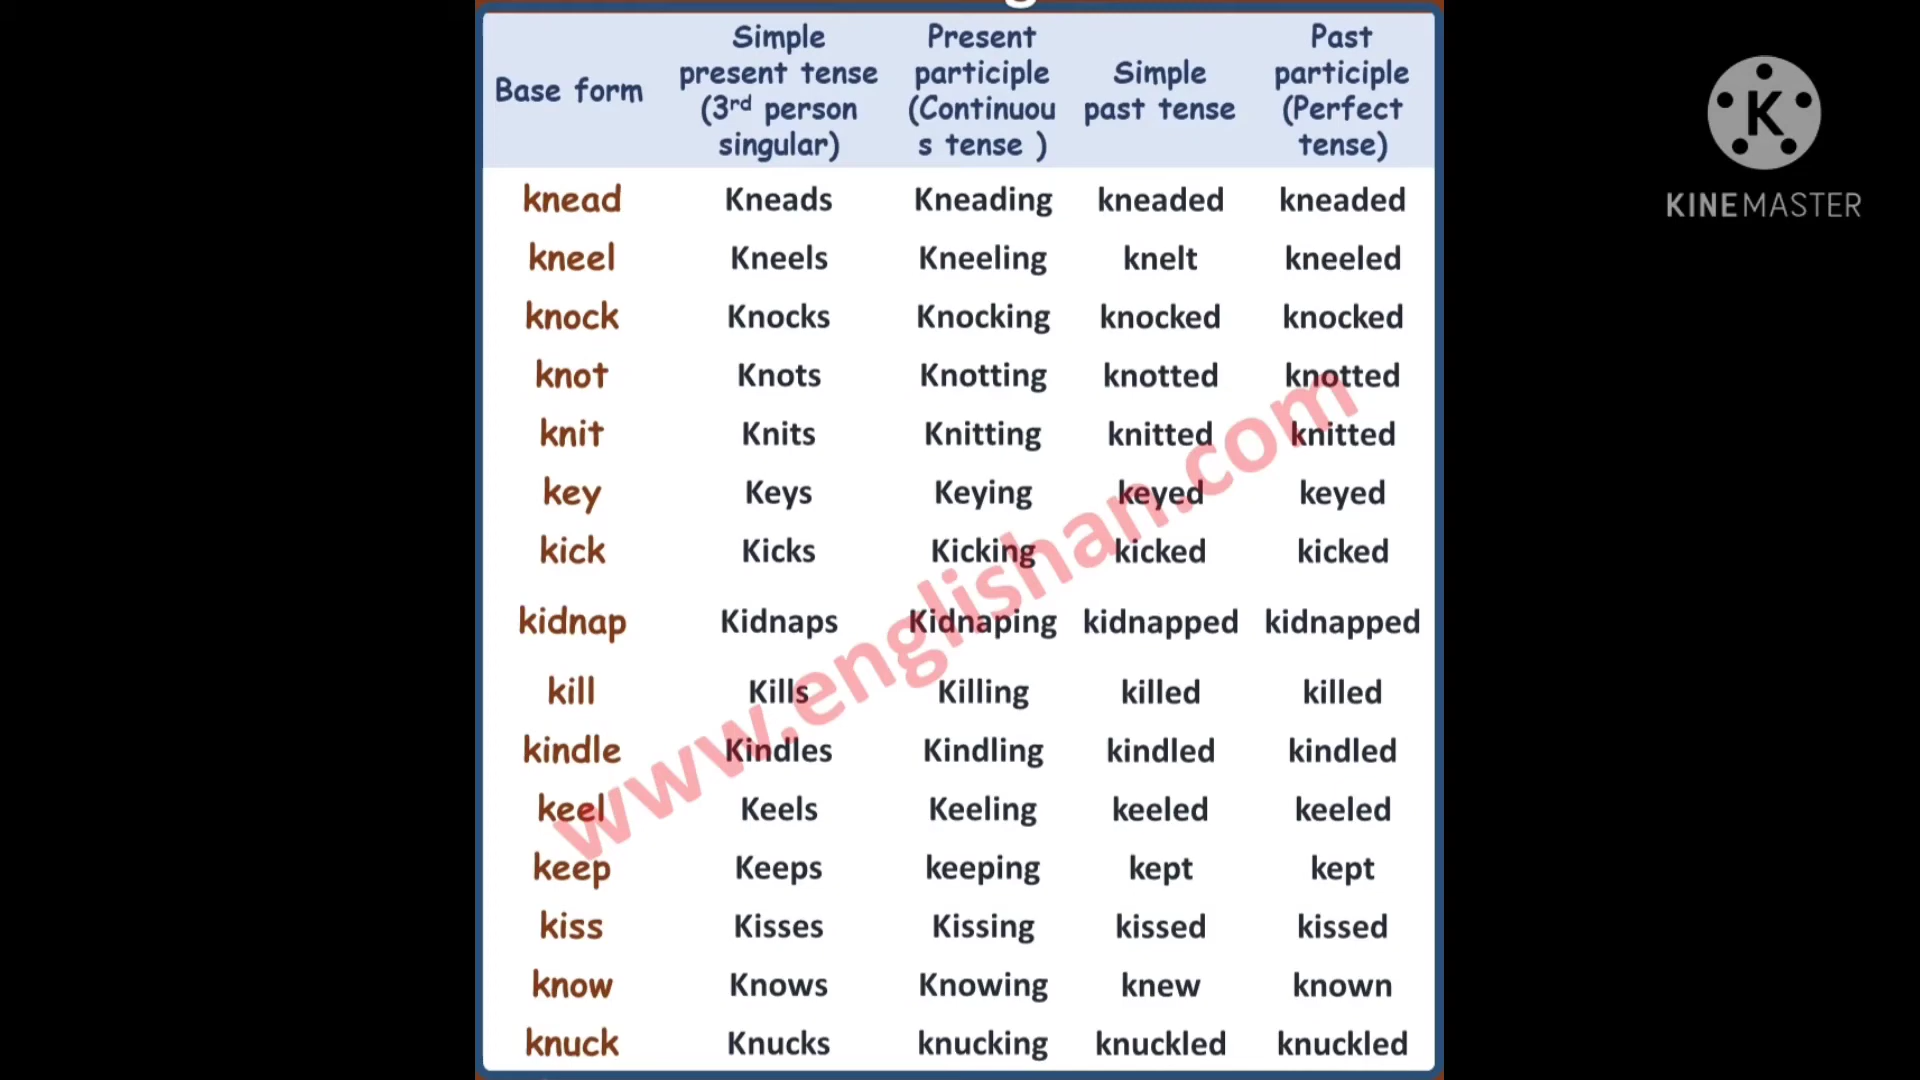 Base form Simple present tense (3rd person singular) Present participle (Continuou s tense ) Simple past tense Past participle (Perfect tense)
knead Kneads Kneading kneaded kneaded
kneel Kneels Kneeling knelt kneeled
knock Knocks Knocking knocked knocked
knot Knots Knotting knotted knotted
knit Knits Knitting knitted knitted
key Keys Keying keyed keyed
kick Kicks Kicking kicked kicked
kidnap Kidnaps Kidnaping kidnapped kidnapped
kill Kills Killing killed killed
kindle Kindles Kindling kindled kindled
keel Keels Keeling keeled keeled
keep Keeps keeping kept kept
kiss Kisses Kissing kissed kissed
know Knows Knowing knew known
knuck Knucks knucking knuckled knuckled
www.englishan.com
K
KINEMASTER